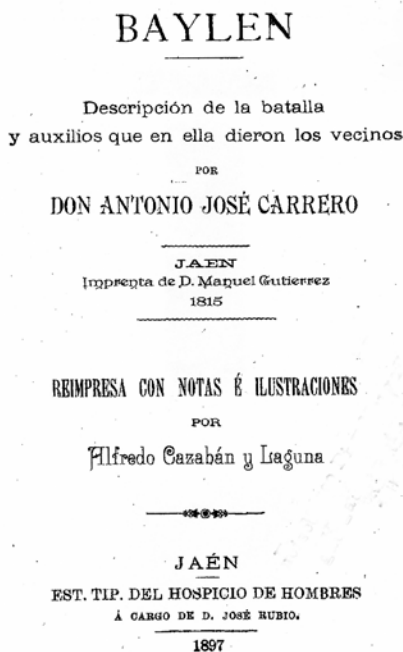 BAYLEN
Descripción de la batalla
y auxilios que en ella dieron los vecinos
POR
DON ANTONIO JOSÉ CARRERO
JAEN
Imprenta de D. Manuel Gutierrez
1815
REIMPRESA CON NOTAS É ILUSTRACIONES
POR
Alfredo Cazabán y Laguna
JAÉN
EST. TIP. DEL HOSPICIO DE HOMBRES
Á CARGO DE D. JOSÉ RUBIO.
1897